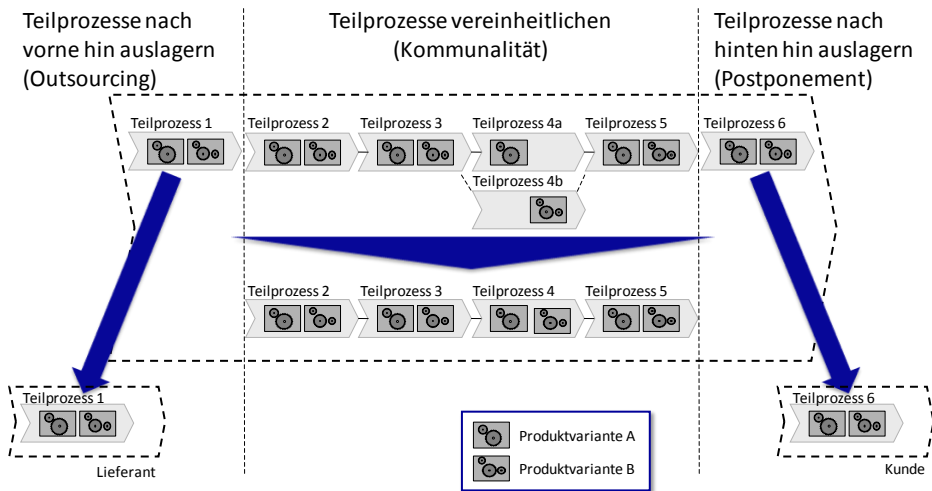 Teilprozesse nach
vorne hin auslagern
(Outsourcing)
Teilprozesse vereinheitlichen
(Kommunalität)
Teilprozesse nach
hinten hin auslagern
(Postponement)
Teilprozess 1
Teilprozess 2
Teilprozess 3
Teilprozess 4a
Teilprozess 5
Teilprozess 6
Teilprozess 4b
Teilprozess 2
Teilprozess 3
Teilprozess 4
Teilprozess 5
Teilprozess 1
Lieferant
Teilprozess 6
Kunde
Produktvariante A
Produktvariante B